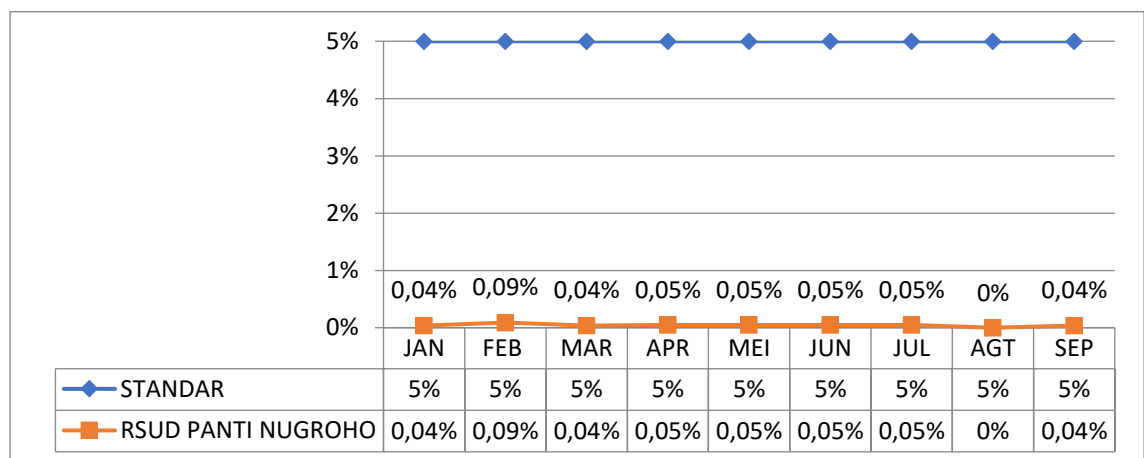 5%
4%
3%
2%
1%
0%
0,04% 0,09% 0,04% 0,05% 0,05% 0,05% 0,05% 0% 0,04%
JAN FEB MAR APR MEI JUN JUL AGT SEP
STANDAR 5% 5% 5% 5% 5% 5% 5% 5% 5%
RSUD PANTI NUGROHO 0,04% 0,09% 0,04% 0,05% 0,05% 0,05% 0,05% 0% 0,04%